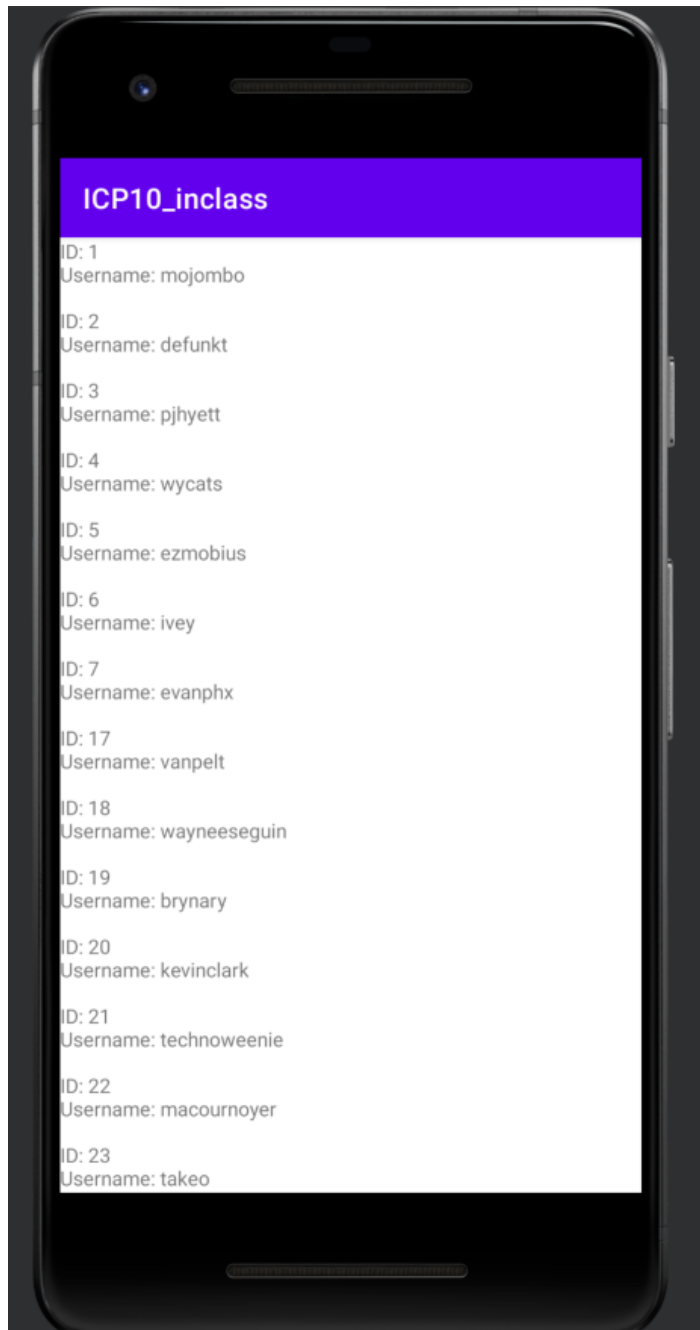 ICP10_inclass
ID: 1
Username: mojombo
ID: 2
Username: defunkt
ID: 3
Username: pjhyett
ID: 4
Username: wycats
ID: 5
Username: ezmobius
ID: 6
Username: ivey
ID: 7
Username: evanphx
ID: 17
Username: vanpelt
ID: 18
Username: wayneeseguin
ID: 19
Username: brynary
ID: 20
Username: kevinclark
ID: 21
Username: technoweenie
ID: 22
Username: macournoyer
ID: 23
Username: takeo